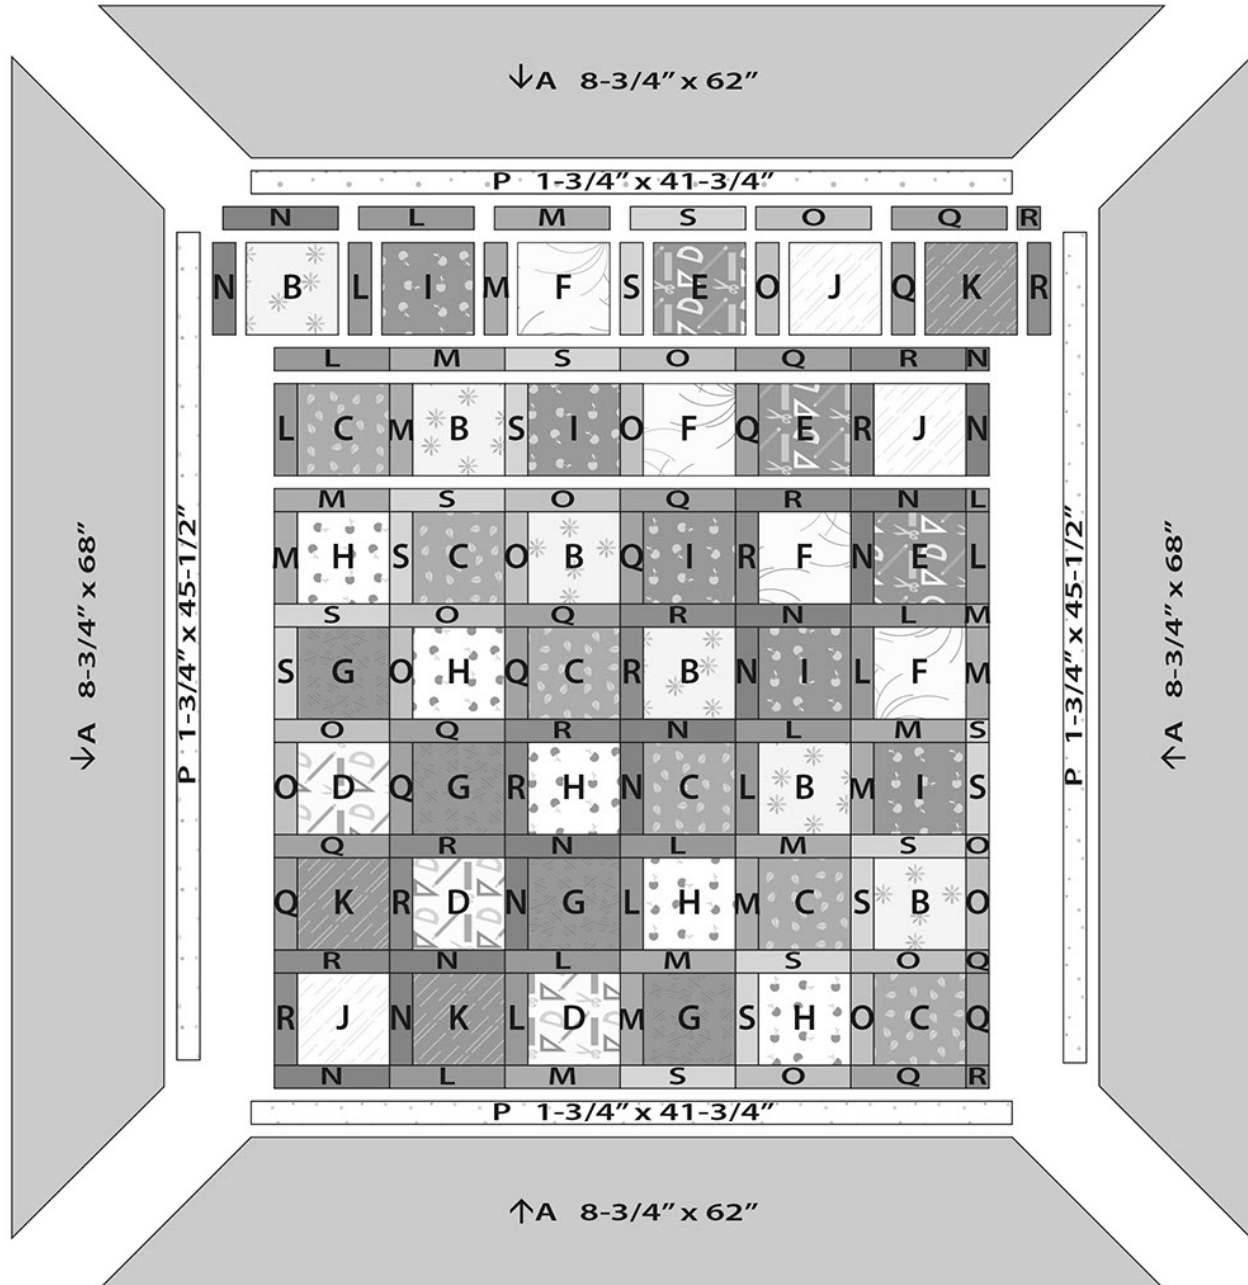 ↓A 8-3/4” x 62”
P 1-3/4” x 41-3/4”
N L M S O Q R
N B L I M F S E O J Q K R
L M S O Q R N
L C M B S I O F Q E R J N
M S O Q R N L
M H S C O B Q I R F N E L
S O Q R N L M
S G O H Q C R B N I L F M
O Q R N L M S
O D Q G R H N C L B M I S
Q R N L M S O
Q K R D N G L H M C S B O
R N L M S O Q
R J N K L D M G S H O C Q
N L M S O Q R
P 1-3/4” x 41-3/4”
↑A 8-3/4” x 62”
↓A 8-3/4” x 68”
P 1-3/4” x 45-1/2”
P 1-3/4” x 45-1/2”
↑A 8-3/4” x 68”